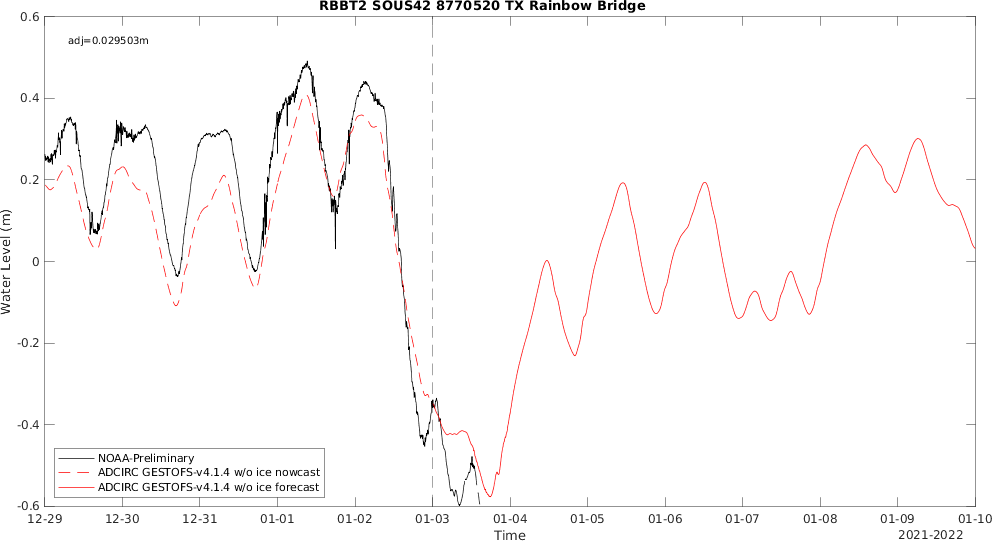 RBBT2 SOUS42 8770520 TX Rainbow Bridge
adj=0.029503m
0.6
0.4
0.2
0
-0.2
-0.4
-0.6
Water Level (m)
NOAA-Preliminary
ADCIRC GESTOFS-v4.1.4 w/o ice nowcast
ADCIRC GESTOFS-v4.1.4 w/o ice forecast
12-29 12-30 12-31 01-01 01-02 01-03 01-04 01-05 01-06 01-07 01-08 01-09 01-10
Time
2021-2022